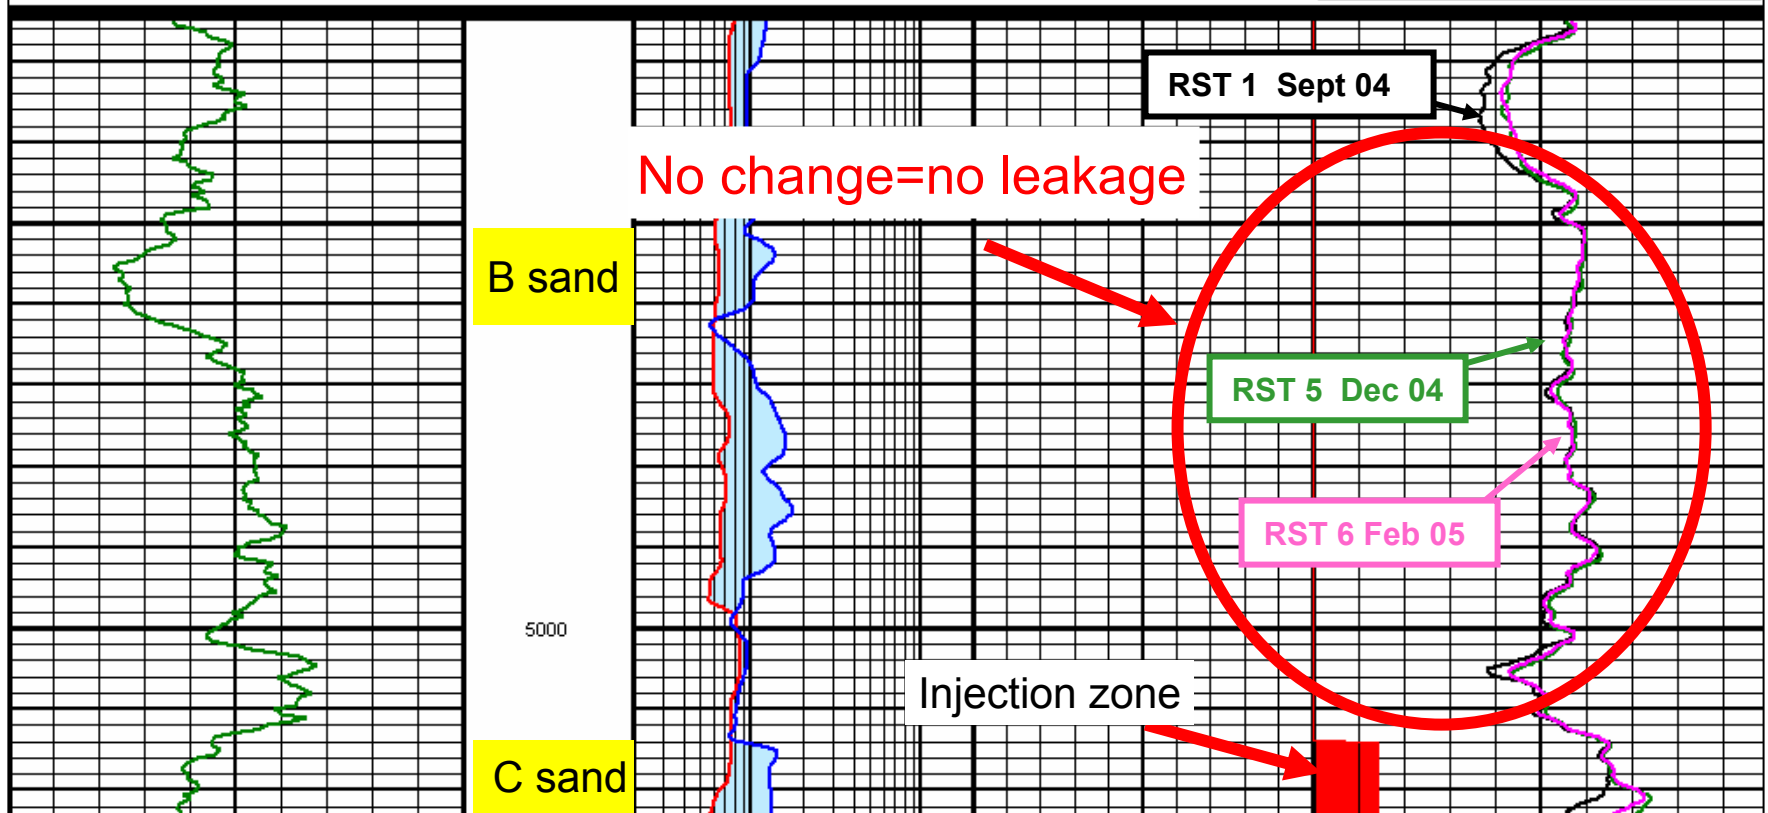 RST 1  Sept 04
No change=no leakage
B sand
RST 5  Dec 04
RST 6 Feb 05
5000
Injection zone
C sand